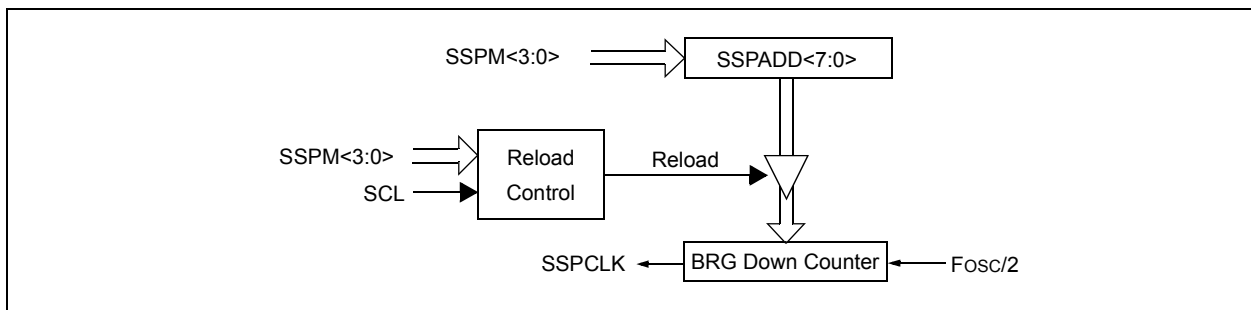 SSPM<3:0>
SSPADD<7:0>
SSPM<3:0>
SCL
Reload
Control
Reload
SSPCLK
BRG Down Counter
FOSC/2